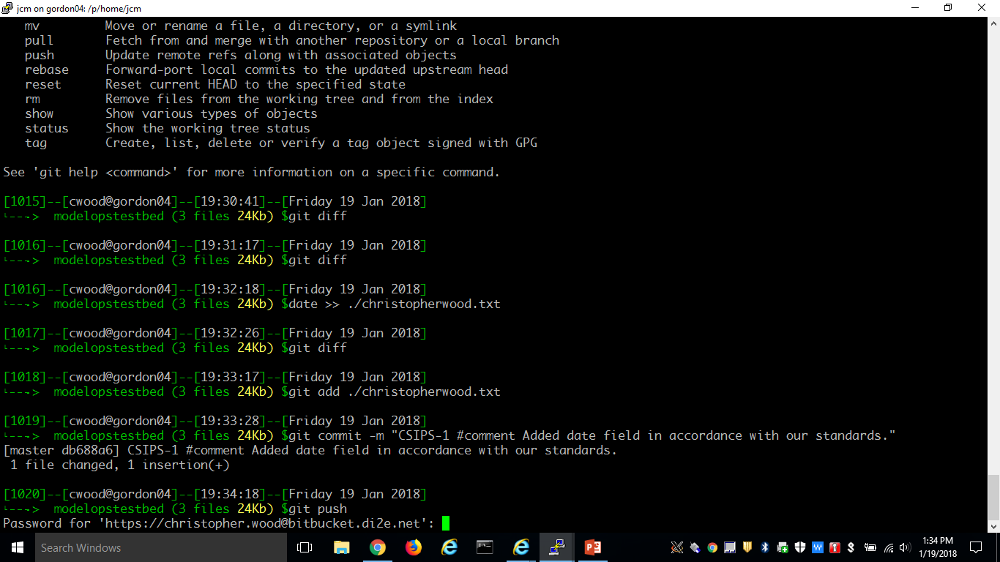 jcm on gordon04: /p/home/jcm
mv         Move or rename a file, a directory, or a symlink
pull       Fetch from and merge with another repository or a local branch
push       Update remote refs along with associated objects
rebase     Forward-port local commits to the updated upstream head
reset      Reset current HEAD to the specified state
rm         Remove files from the working tree and from the index
show       Show various types of objects
status     Show the working tree status
tag        Create, list, delete or verify a tag object signed with GPG
See 'git help <command>' for more information on a specific command.
[1015]--[cwood@gordon04]--[19:30:41]--[Friday 19 Jan 2018]
'---->  modelopstestbed (3 files 24Kb) $git diff
[1016]--[cwood@gordon04]--[19:31:17]--[Friday 19 Jan 2018]
'---->  modelopstestbed (3 files 24Kb) $git diff
[1016]--[cwood@gordon04]--[19:32:18]--[Friday 19 Jan 2018]
'---->  modelopstestbed (3 files 24Kb) $date >> ./christopherwood.txt
[1017]--[cwood@gordon04]--[19:32:26]--[Friday 19 Jan 2018]
'---->  modelopstestbed (3 files 24Kb) $git diff
[1018]--[cwood@gordon04]--[19:33:17]--[Friday 19 Jan 2018]
'---->  modelopstestbed (3 files 24Kb) $git add ./christopherwood.txt
[1019]--[cwood@gordon04]--[19:33:28]--[Friday 19 Jan 2018]
'---->  modelopstestbed (3 files 24Kb) $git commit -m "CSIPS-1 #comment Added date field in accordance with our standards."
[master db688a6] CSIPS-1 #comment Added date field in accordance with our standards.
1 file changed, 1 insertion(+)
[1020]--[cwood@gordon04]--[19:34:18]--[Friday 19 Jan 2018]
'---->  modelopstestbed (3 files 24Kb) $git push
Password for 'https://christopher.wood@bitbucket.di2e.net':
Search Windows
1:34 PM
1/19/2018